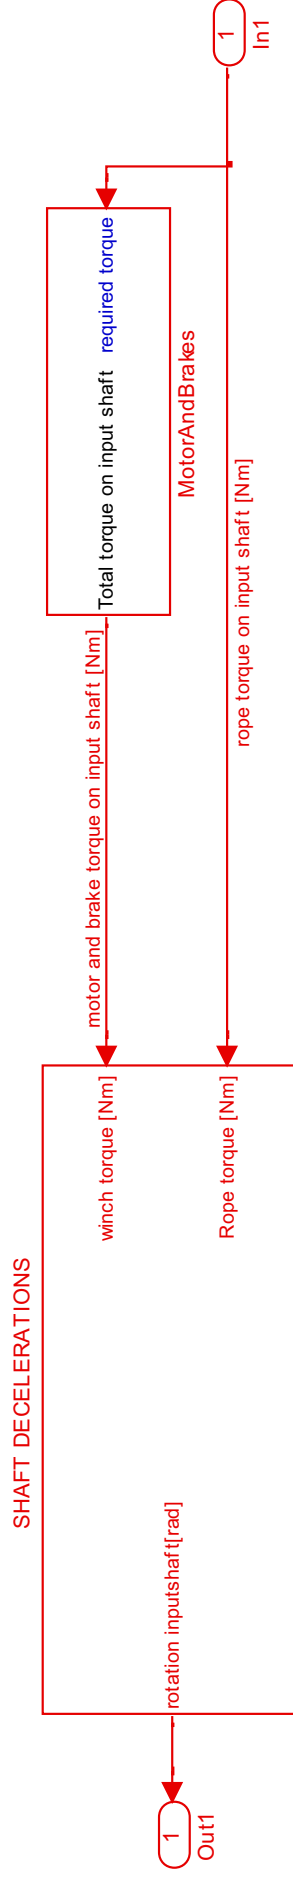 SHAFT DECELERATIONS
1
Out1
rotation inputshaft[rad]
winch torque [Nm]
Rope torque [Nm]
motor and brake torque on input shaft [Nm]
rope torque on input shaft [Nm]
Total torque on input shaft
required torque
MotorAndBrakes
1
In1